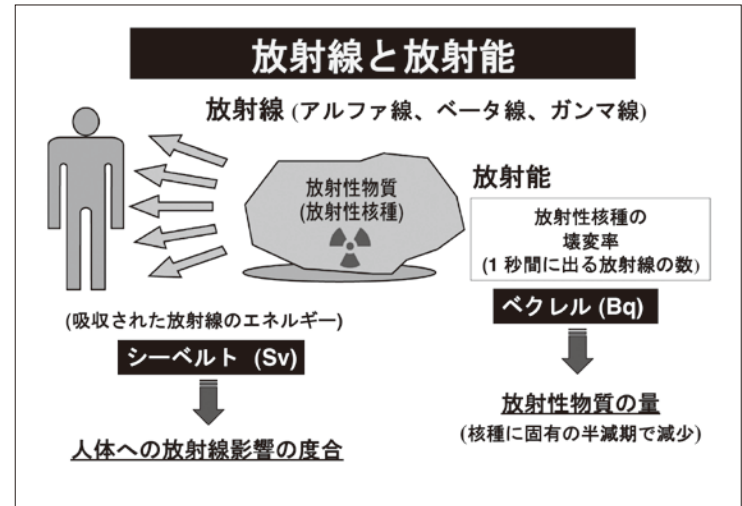 放射線と放射能
放射線 (アルファ線、ベータ線、ガンマ線)
放射性物質
(放射性核種)
放射能
放射性核種の
壊変率
(1 秒間に出る放射線の数)
ベクレル (Bq)
放射性物質の量
(核種に固有の半減期で減少)
(吸収された放射線のエネルギー)
シーベルト (Sv)
人体への放射線影響の度合